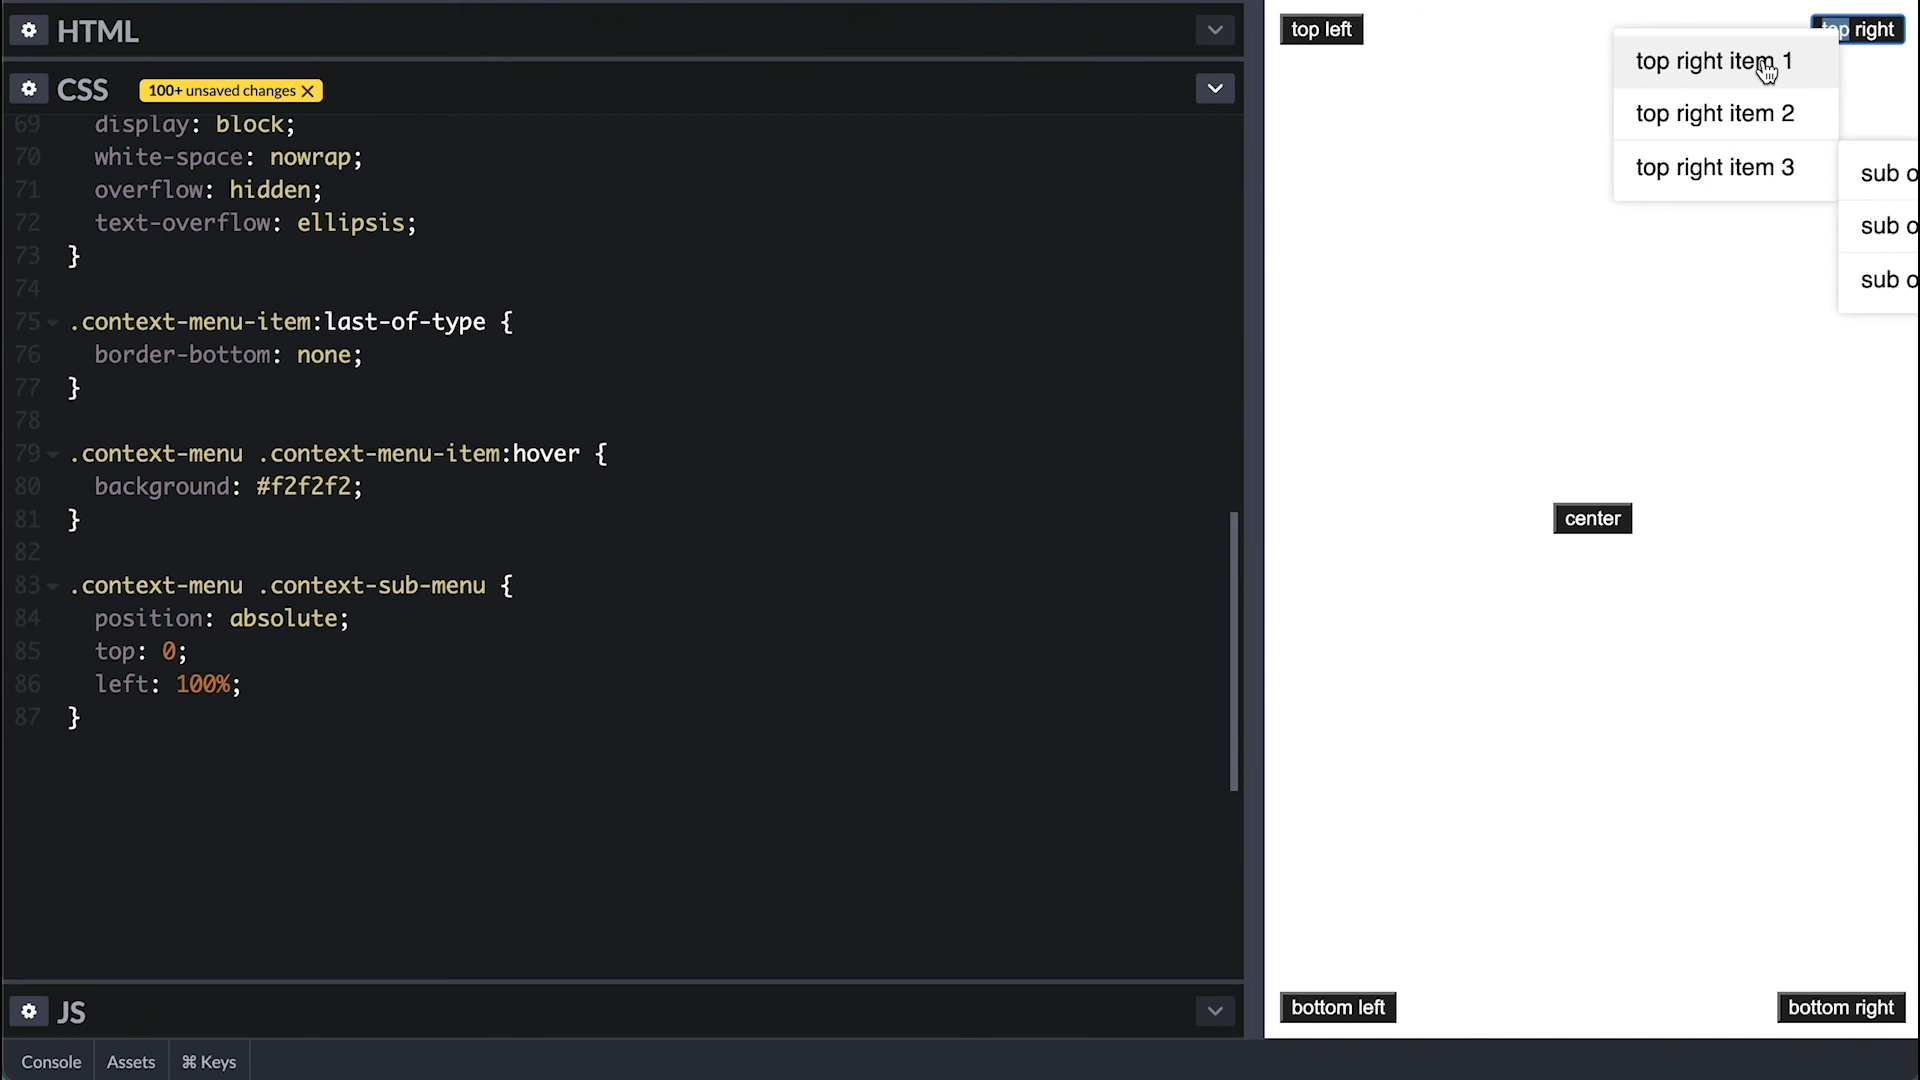 HTML
CSS
100+ unsaved changes
69 display: block;
70 white-space: nowrap;
71 overflow: hidden;
72 text-overflow: ellipsis;
73 }
74
75 .context-menu-item:last-of-type {
76 border-bottom: none;
77 }
78
79 .context-menu .context-menu-item:hover {
80 background: #f2f2f2;
81 }
82
83 .context-menu .context-sub-menu {
84 position: absolute;
85 top: 0;
86 left: 100%;
87 }
JS
Console Assets ⌘ Keys
top left
top right
top right item 1
top right item 2
top right item 3
sub o
sub o
sub o
center
bottom left
bottom right